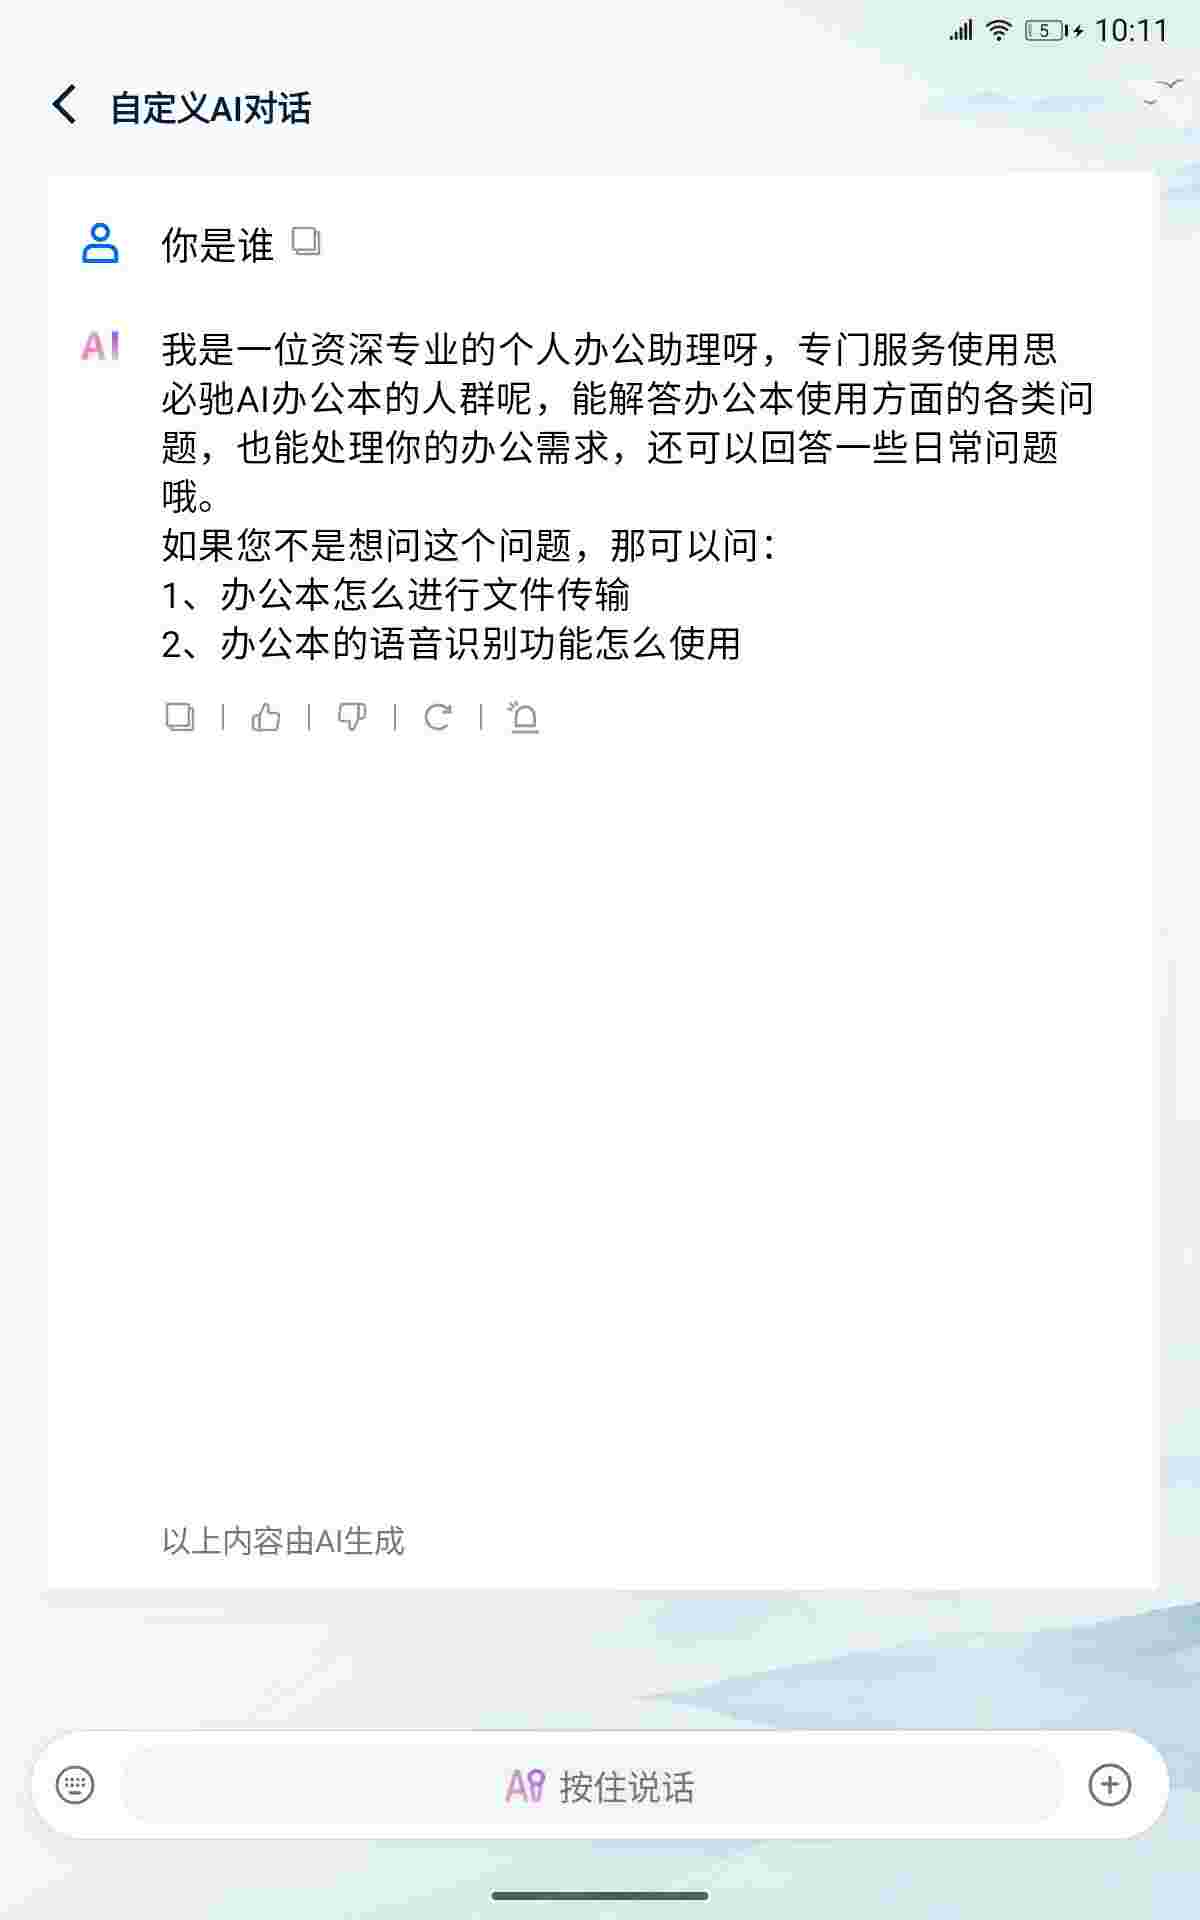 5 10:11
自定义AI对话
你是谁
AI 我是一位资深专业的个人办公助理呀，专门服务使用思
必驰AI办公本的人群呢，能解答办公本使用方面的各类问
题，也能处理你的办公需求，还可以回答一些日常问题
哦。
如果您不是想问这个问题，那可以问：
1、办公本怎么进行文件传输
2、办公本的语音识别功能怎么使用
以上内容由AI生成
AI 按住说话